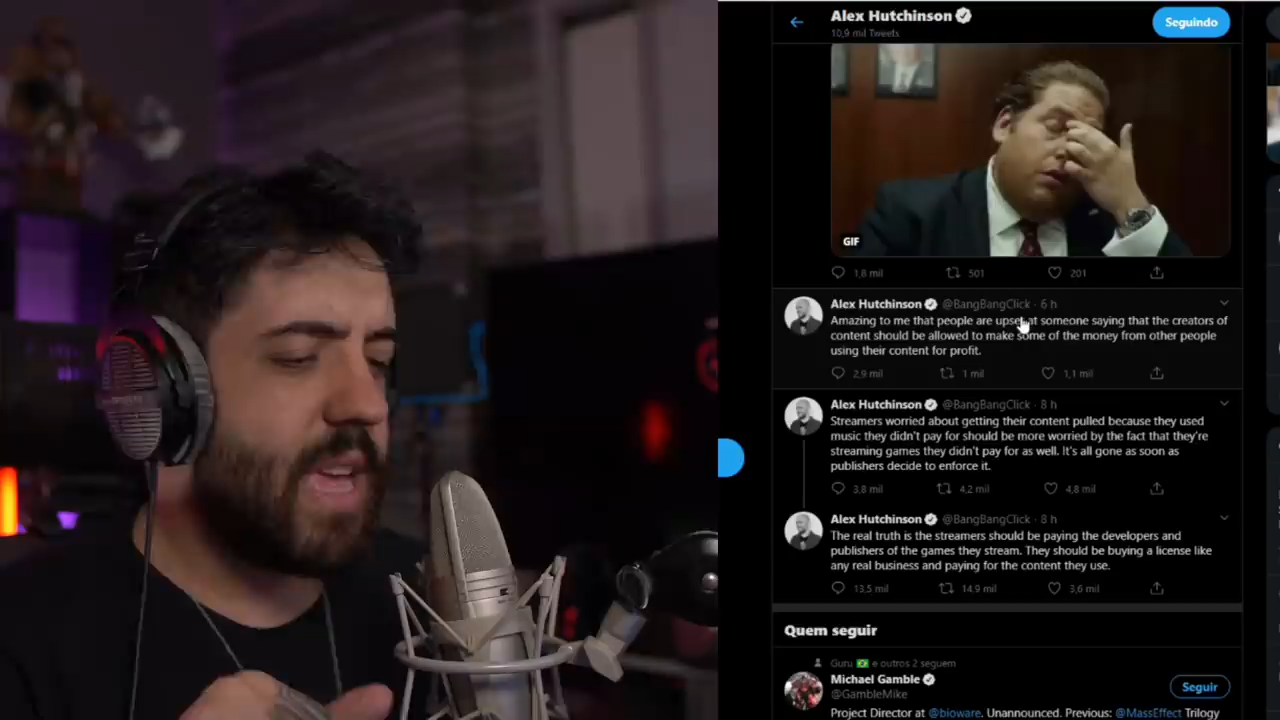 Alex Hutchinson
10,9 mil Tweets
Seguindo
GIF
1,8 mil
501
201
Alex Hutchinson @BangBangClick · 6 h
Amazing to me that people are upset at someone saying that the creators of
content should be allowed to make some of the money from other people
using their content for profit.
2,9 mil
1 mil
1,1 mil
Alex Hutchinson @BangBangClick · 8 h
Streamers worried about getting their content pulled because they used
music they didn't pay for should be more worried by the fact that they're
streaming games they didn't pay for as well. It's all gone as soon as
publishers decide to enforce it.
3,8 mil
4,2 mil
4,8 mil
Alex Hutchinson @BangBangClick · 8 h
The real truth is the streamers should be paying the developers and
publishers of the games they stream. They should be buying a license like
any real business and paying for the content they use.
13,5 mil
14,9 mil
3,6 mil
Quem seguir
Guru 🇧🇷 e outros 2 seguem
Michael Gamble
@GambleMike
Seguir
Project Director at @bioware. Unannounced. Previous: @MassEffect Trilogy